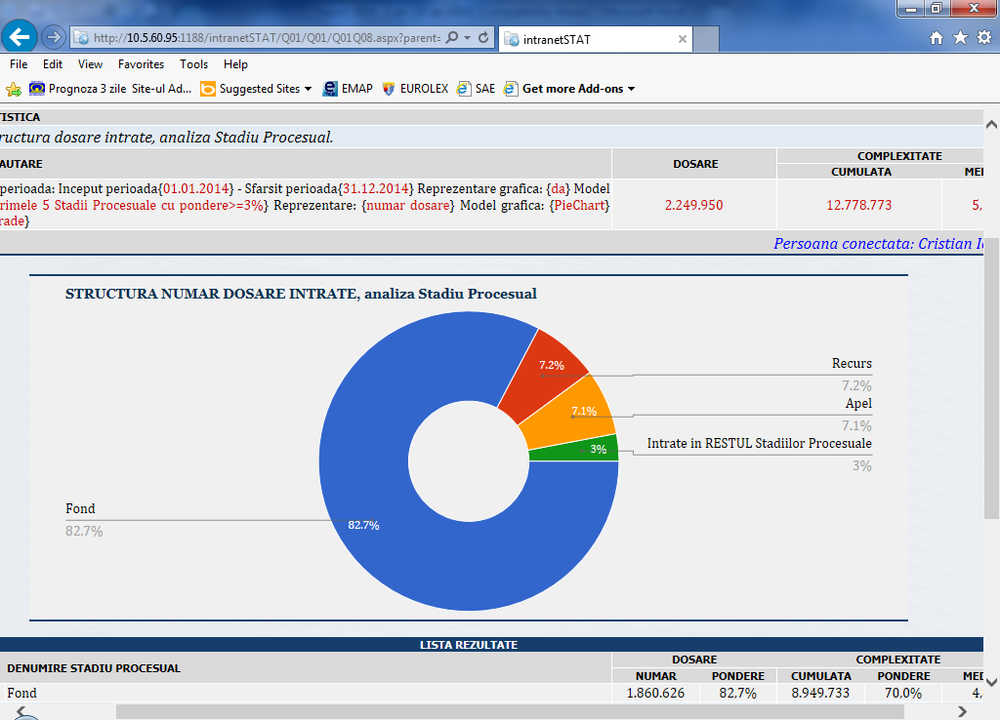 http://10.5.60.95:1188/intranetSTAT/Q01/Q01/Q01Q08.aspx?parent=
intranetSTAT
File Edit View Favorites Tools Help
Prognoza 3 zile Site-ul Ad... Suggested Sites EMAP EUROLEX SAE Get more Add-ons
TISTICA
ructura dosare intrate, analiza Stadiu Procesual.
AUTARE DOSARE COMPLEXITATE
CUMULATA MEI
perioada: Inceput perioada{01.01.2014} - Sfarsit perioada{31.12.2014} Reprezentare grafica: {da} Model
rimele 5 Stadii Procesuale cu pondere>=3%} Reprezentare: {numar dosare} Model grafica: {PieChart}
rade}
2.249.950 12.778.773 5,
Persoana conectata: Cristian I
STRUCTURA NUMAR DOSARE INTRATE, analiza Stadiu Procesual
7.2%
7.1%
3%
82.7%
Recurs
7.2%
Apel
7.1%
Intrate in RESTUL Stadiilor Procesuale
3%
Fond
82.7%
LISTA REZULTATE
DENUMIRE STADIU PROCESUAL DOSARE COMPLEXITATE
NUMAR PONDERE CUMULATA PONDERE MEI
Fond 1.860.626 82,7% 8.949.733 70,0% 4,